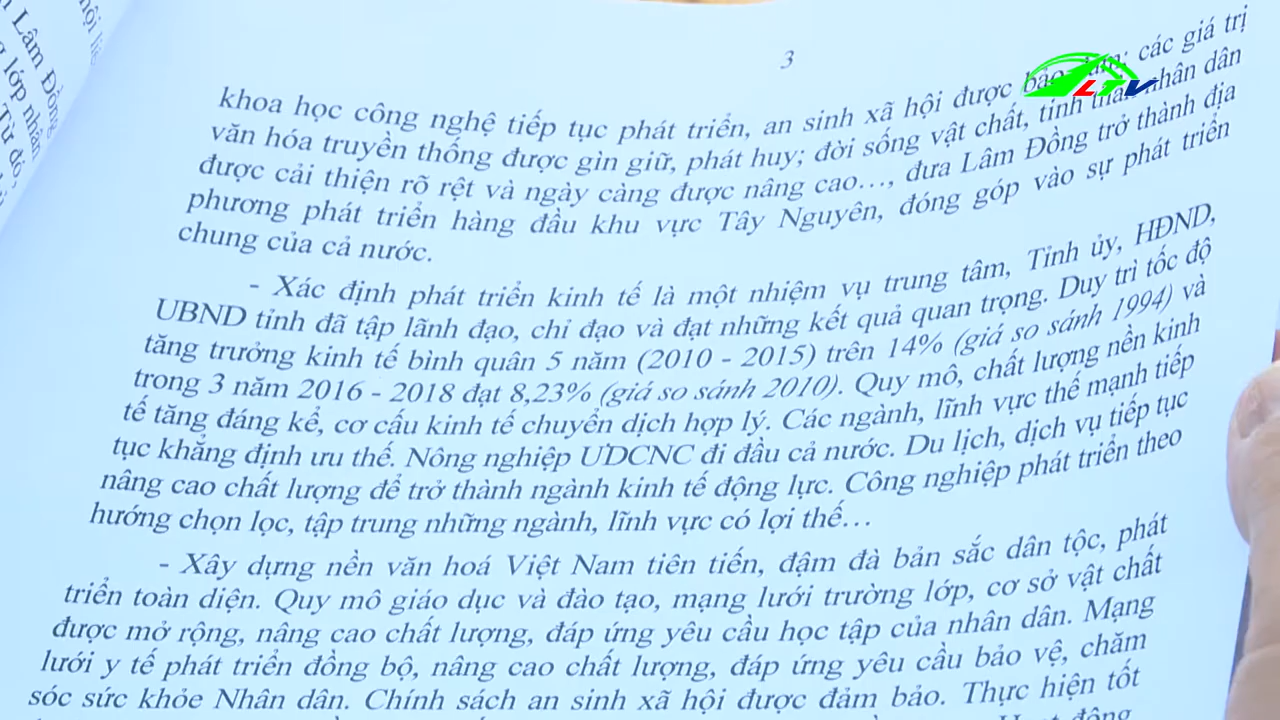 3
khoa học công nghệ tiếp tục phát triển, an sinh xã hội được bảo đảm; các giá trị
văn hóa truyền thống được gìn giữ, phát huy; đời sống vật chất, tinh thần nhân dân
được cải thiện rõ rệt và ngày càng được nâng cao…, đưa Lâm Đồng trở thành địa
phương phát triển hàng đầu khu vực Tây Nguyên, đóng góp vào sự phát triển
chung của cả nước.
- Xác định phát triển kinh tế là một nhiệm vụ trung tâm, Tỉnh ủy, HĐND,
UBND tỉnh đã tập lãnh đạo, chỉ đạo và đạt những kết quả quan trọng. Duy trì tốc độ
tăng trưởng kinh tế bình quân 5 năm (2010 - 2015) trên 14% (giá so sánh 1994) và
trong 3 năm 2016 - 2018 đạt 8,23% (giá so sánh 2010). Quy mô, chất lượng nền kinh
tế tăng đáng kể, cơ cấu kinh tế chuyển dịch hợp lý. Các ngành, lĩnh vực thế mạnh tiếp
tục khẳng định ưu thế. Nông nghiệp ƯDCNC đi đầu cả nước. Du lịch, dịch vụ tiếp tục
nâng cao chất lượng để trở thành ngành kinh tế động lực. Công nghiệp phát triển theo
hướng chọn lọc, tập trung những ngành, lĩnh vực có lợi thế…
- Xây dựng nền văn hoá Việt Nam tiên tiến, đậm đà bản sắc dân tộc, phát
triển toàn diện. Quy mô giáo dục và đào tạo, mạng lưới trường lớp, cơ sở vật chất
được mở rộng, nâng cao chất lượng, đáp ứng yêu cầu học tập của nhân dân. Mạng
lưới y tế phát triển đồng bộ, nâng cao chất lượng, đáp ứng yêu cầu bảo vệ, chăm
sóc sức khỏe Nhân dân. Chính sách an sinh xã hội được đảm bảo. Thực hiện tốt
Hoạt động
Lâm Đồng,
lớp nhân
Từ đó,
LTV